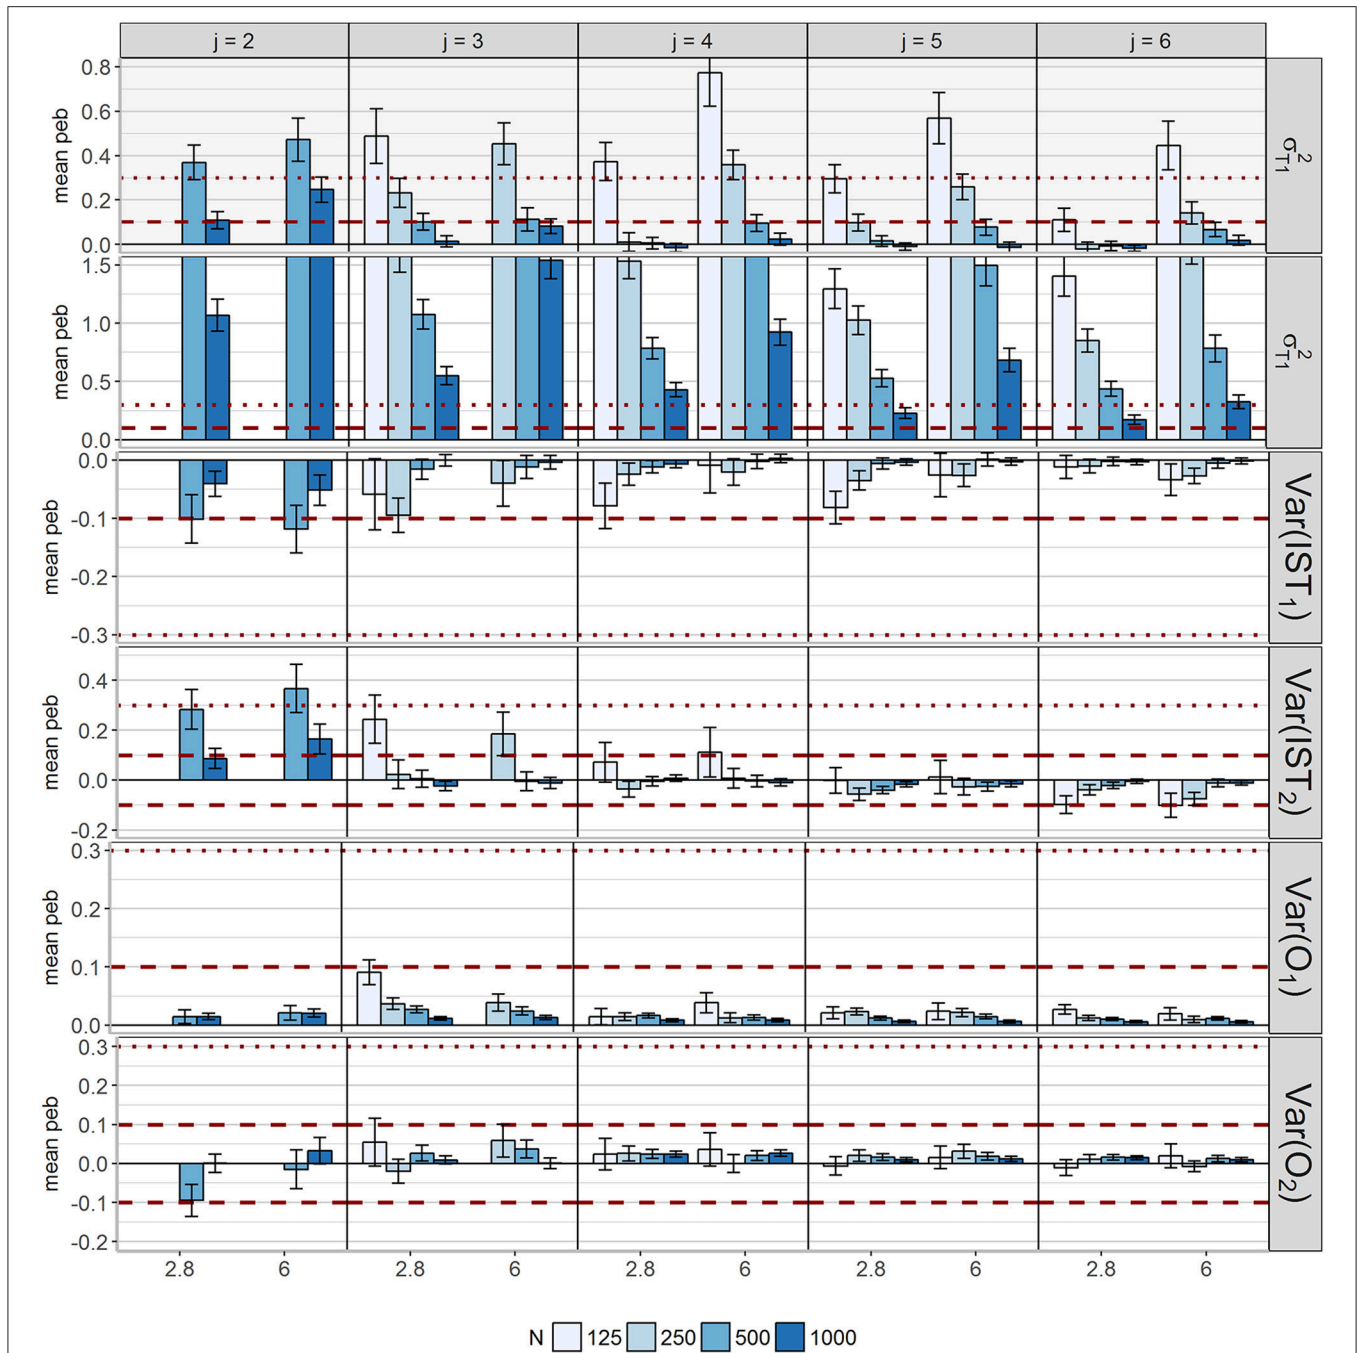 j = 2 j = 3 j = 4 j = 5 j = 6
0.8
0.6
0.4
0.2
0.0
mean peb
σ²T1
1.5
1.0
0.5
0.0
mean peb
σ²T1
0.0
-0.1
-0.2
-0.3
mean peb
Var(IST₁)
0.4
0.2
0.0
-0.2
mean peb
Var(IST₂)
0.3
0.2
0.1
0.0
mean peb
Var(O₁)
0.3
0.2
0.1
0.0
-0.1
-0.2
mean peb
Var(O₂)
2.8 6 2.8 6 2.8 6 2.8 6 2.8 6
N 125 250 500 1000